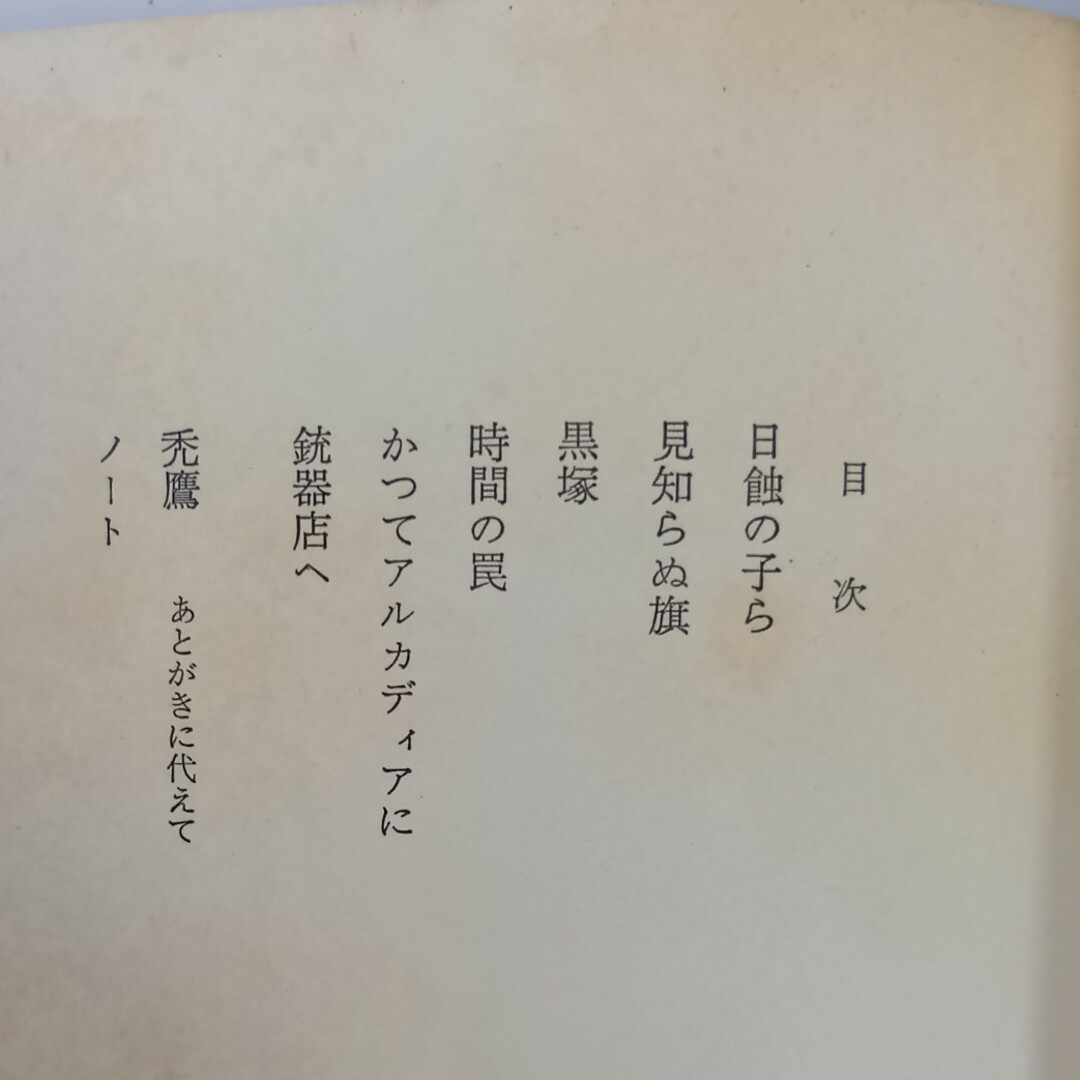 目次
日蝕の子ら
見知らぬ旗
黒塚
時間の罠
かつてアルカディアに
銃器店へ
禿鷹 あとがきに代えて
ノート